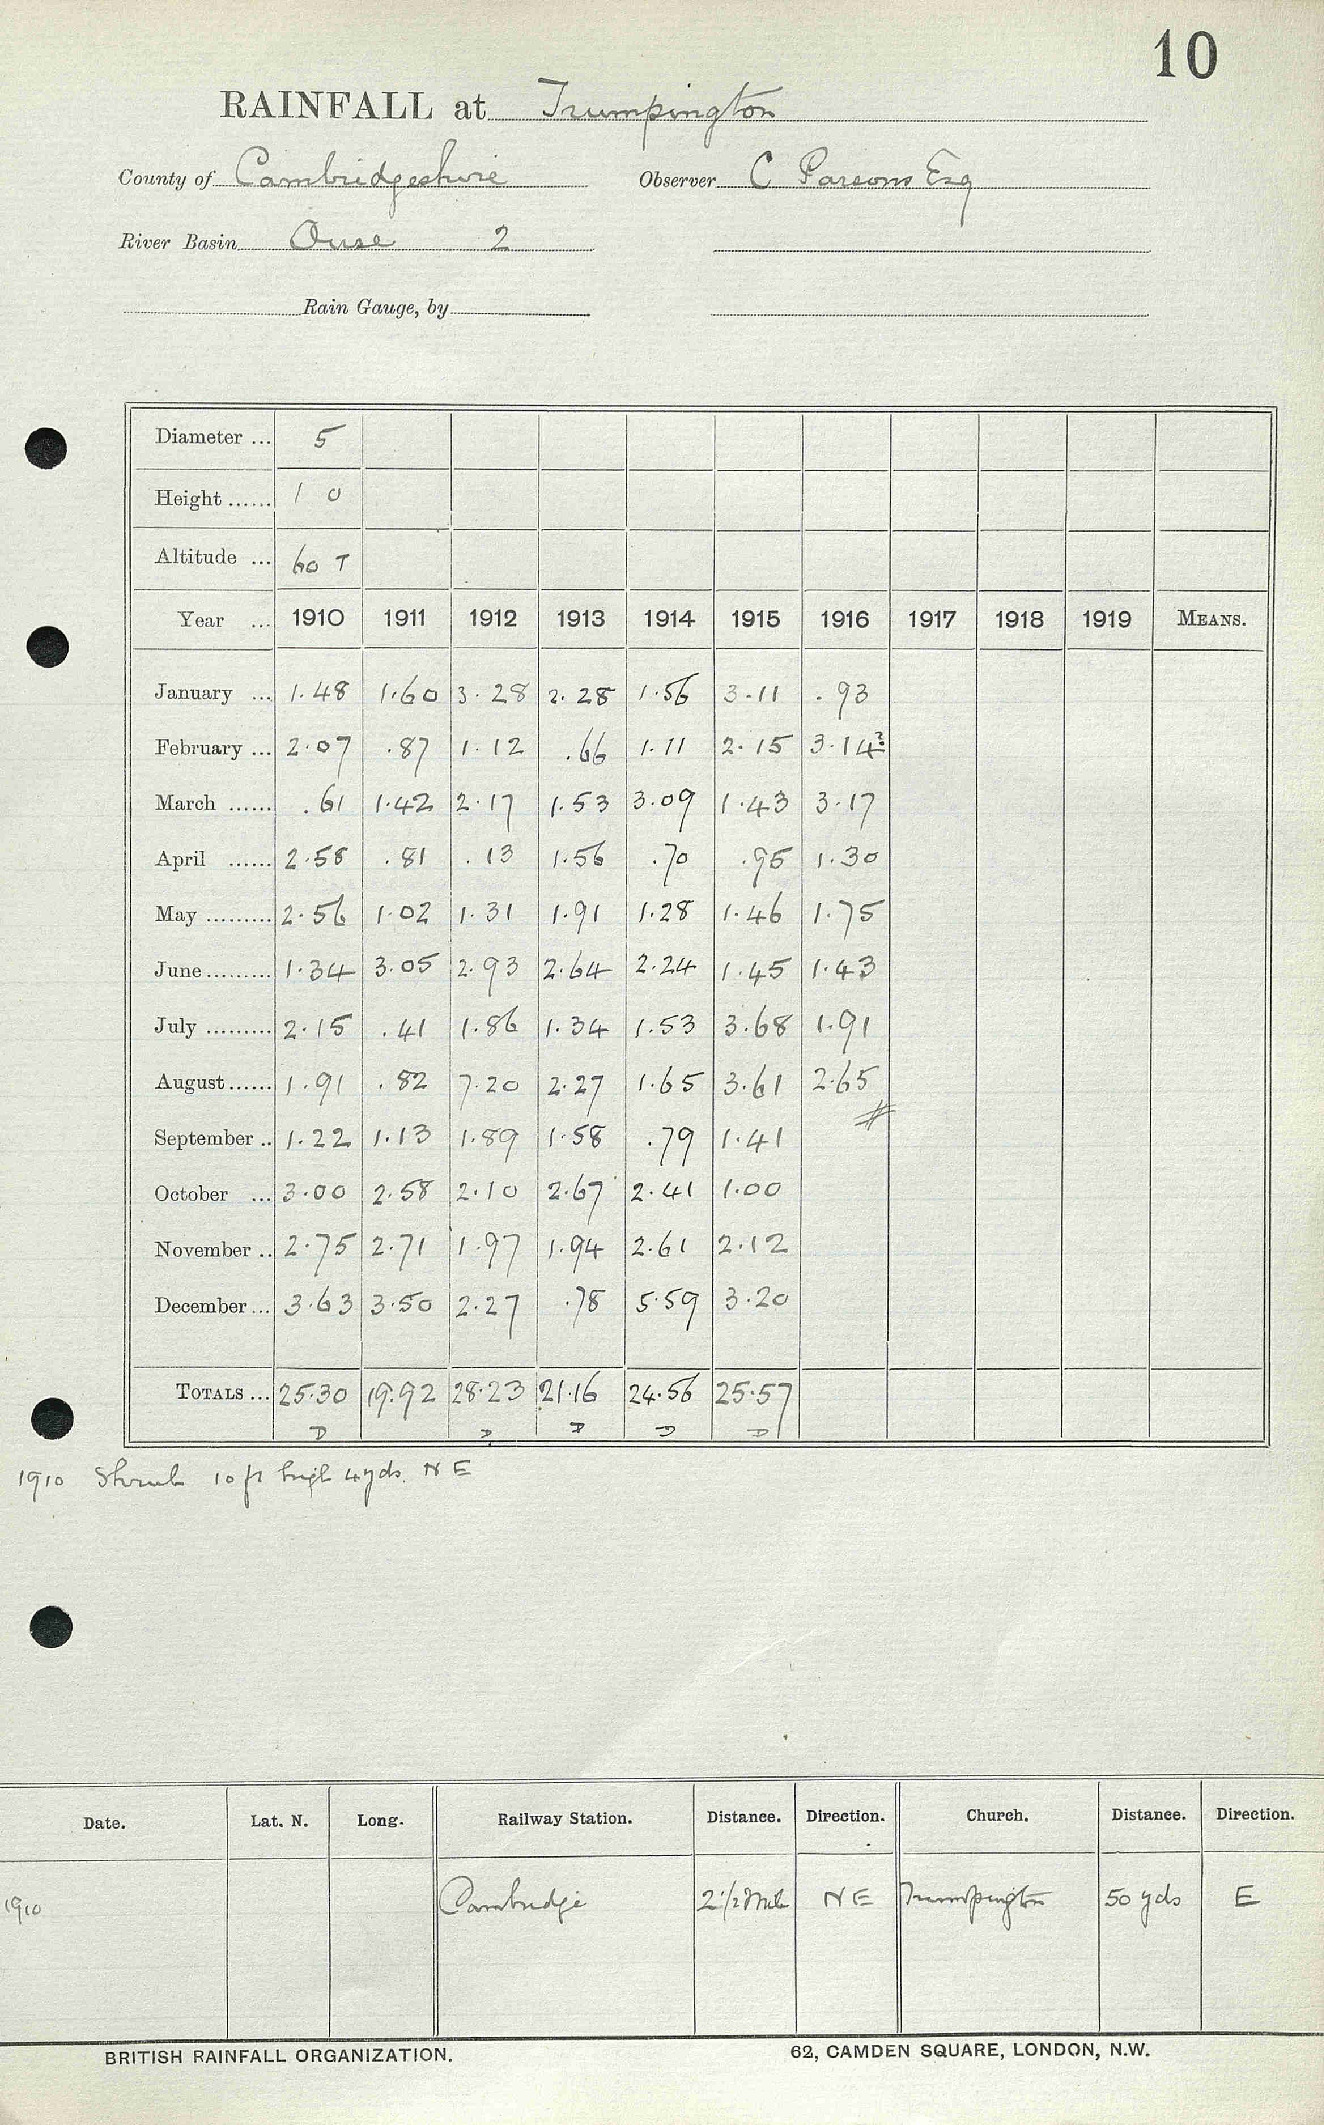 10
RAINFALL at Trumpington
County of Cambridgeshire Observer C Parsons Esq
River Basin Ouse 2
Rain Gauge, by
Diameter ... 5
Height ...... 1 0
Altitude ... 60 T
Year ... 1910 1911 1912 1913 1914 1915 1916 1917 1918 1919 MEANS.
January ... 1.48 1.60 3.28 2.28 1.56 3.11 .93
February ... 2.07 .87 1.12 .66 1.11 2.15 3.14?
March ...... .61 1.42 2.17 1.53 3.09 1.43 3.17
April ...... 2.58 .81 .13 1.56 .70 .95 1.30
May ......... 2.56 1.02 1.31 1.91 1.28 1.46 1.75
June ......... 1.34 3.05 2.93 2.64 2.24 1.45 1.43
July ......... 2.15 .41 1.86 1.34 1.53 3.68 1.91
August ...... 1.91 .82 7.20 2.27 1.65 3.61 2.65
September .. 1.22 1.13 1.89 1.58 .79 1.41
October ... 3.00 2.58 2.10 2.67 2.41 1.00
November .. 2.75 2.71 1.97 1.94 2.61 2.12
December ... 3.63 3.50 2.27 .78 5.59 3.20
TOTALS ... 25.30 19.92 28.23 21.16 24.56 25.57
D D D D D
1910 Shrub 10 ft high 4 yds. N E
Date. Lat. N. Long. Railway Station. Distance. Direction. Church. Distance. Direction.
1910 Cambridge 2 1/2 Mile N E Trumpington 50 yds E
BRITISH RAINFALL ORGANIZATION. 62, CAMDEN SQUARE, LONDON, N.W.